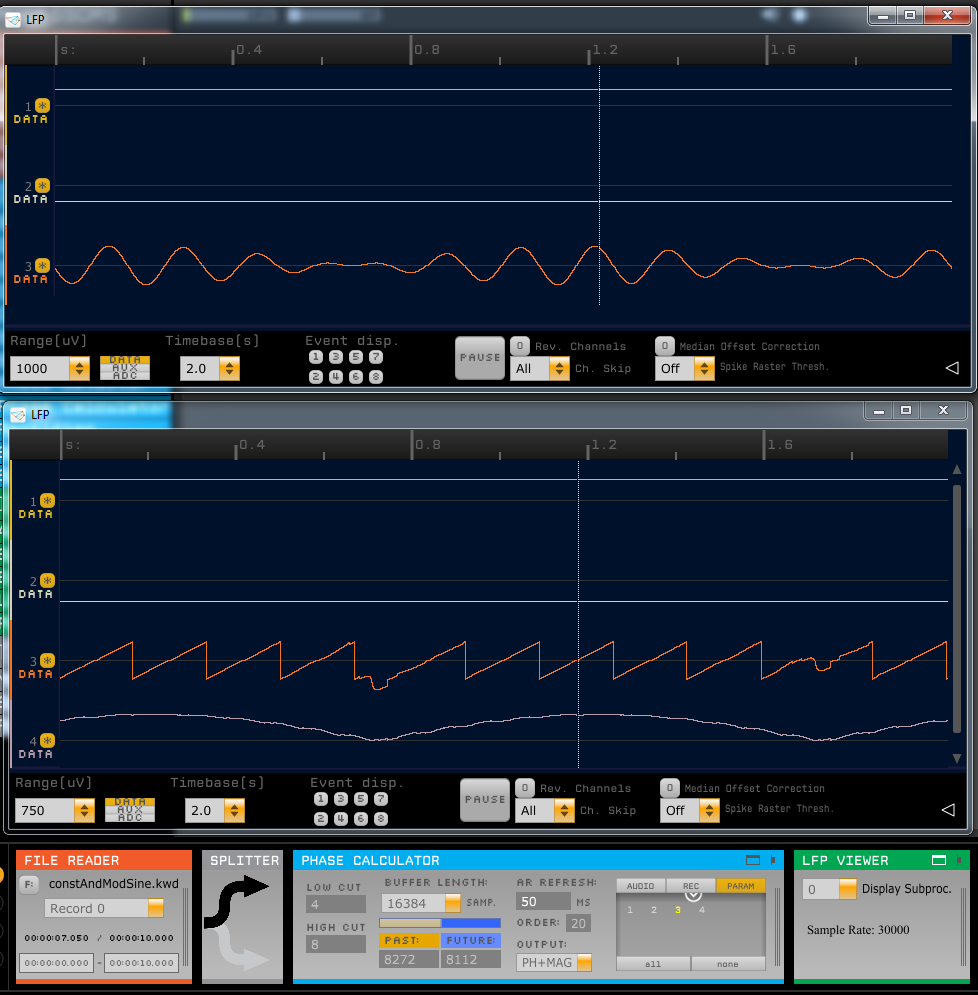 LFP
s: 0.4 0.8 1.2 1.6
1
DATA
2
DATA
3
DATA
Range[uV] Timebase[s] Event disp.
1000 DATA AUX ADC 2.0 1 3 5 7 2 4 6 8 PAUSE
0 Rev. Channels 0 Median Offset Correction
All Ch. Skip Off Spike Raster Thresh.
LFP
s: 0.4 0.8 1.2 1.6
1
DATA
2
DATA
3
DATA
4
DATA
Range[uV] Timebase[s] Event disp.
750 DATA AUX ADC 2.0 1 3 5 7 2 4 6 8 PAUSE
0 Rev. Channels 0 Median Offset Correction
All Ch. Skip Off Spike Raster Thresh.
FILE READER
F: constAndModSine.kwd
Record 0
00:00:07.050 / 00:00:10.000
00:00:00.000 - 00:00:10.000
SPLITTER
PHASE CALCULATOR
LOW CUT
4
HIGH CUT
8
BUFFER LENGTH:
16384 SAMP.
PAST: FUTURE:
8272 8112
AR REFRESH:
50 MS
ORDER: 20
OUTPUT:
PH+MAG
AUDIO REC PARAM
1 2 3 4
all none
LFP VIEWER
0 Display Subproc.
Sample Rate: 30000